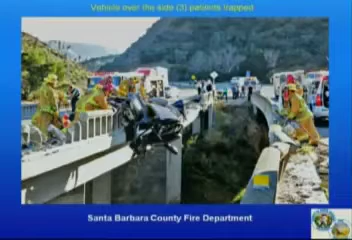 Vehicle over the side (3) patients trapped
Santa Barbara County Fire Department